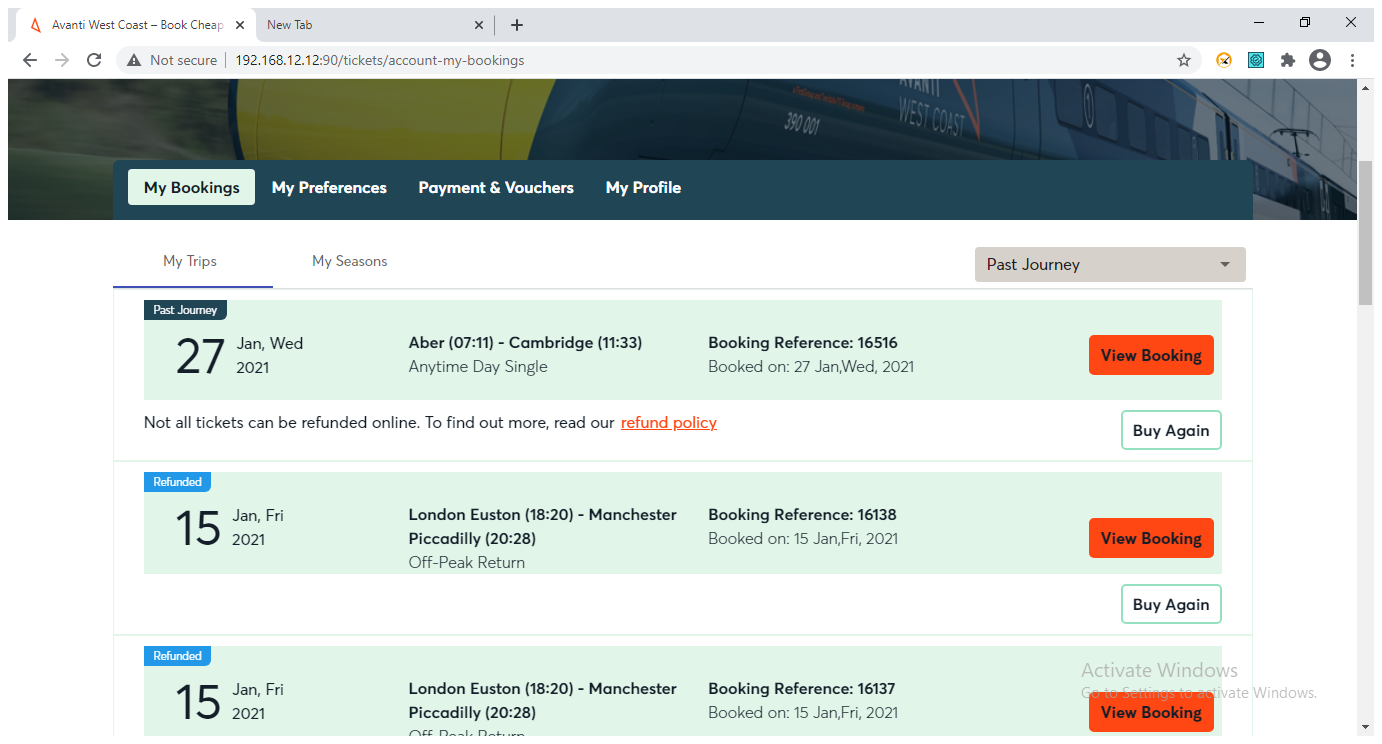 Avanti West Coast – Book Cheap
New Tab
Not secure
192.168.12.12:90/tickets/account-my-bookings
AVANTI
WEST COAST
390 001
My Bookings
My Preferences
Payment & Vouchers
My Profile
My Trips
My Seasons
Past Journey
Past Journey
27
Jan, Wed
2021
Aber (07:11) - Cambridge (11:33)
Anytime Day Single
Booking Reference: 16516
Booked on: 27 Jan,Wed, 2021
View Booking
Not all tickets can be refunded online. To find out more, read our refund policy
Buy Again
Refunded
15
Jan, Fri
2021
London Euston (18:20) - Manchester
Piccadilly (20:28)
Off-Peak Return
Booking Reference: 16138
Booked on: 15 Jan,Fri, 2021
View Booking
Buy Again
Refunded
15
Jan, Fri
2021
London Euston (18:20) - Manchester
Piccadilly (20:28)
Off-Peak Return
Booking Reference: 16137
Booked on: 15 Jan,Fri, 2021
View Booking
Activate Windows
Go to Settings to activate Windows.